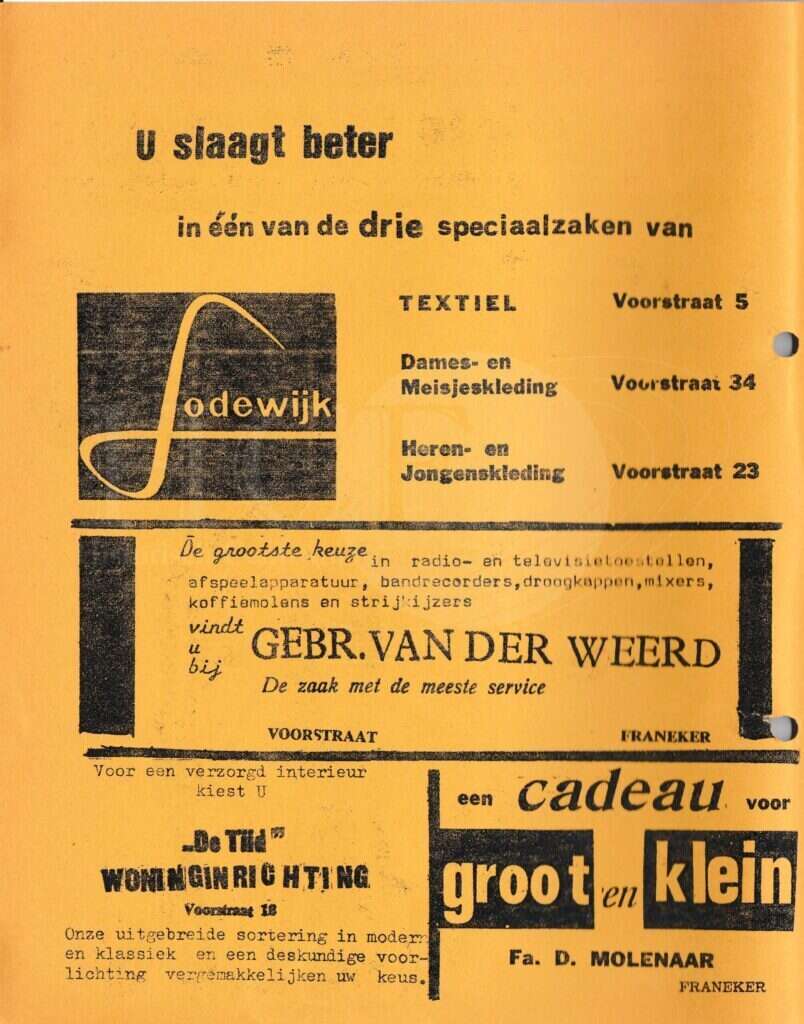 U slaagt beter
in één van de drie speciaalzaken van
Lodewijk
TEXTIEL Voorstraat 5
Dames- en
Meisjeskleding Voorstraat 34
Heren- en
Jongenskleding Voorstraat 23
De grootste keuze in radio- en televisietoestellen,
afspeelapparatuur, bandrecorders,droogkappen,mixers,
koffiemolens en strijkijzers
vindt
u
bij
GEBR. VAN DER WEERD
De zaak met de meeste service
VOORSTRAAT FRANEKER
Voor een verzorgd interieur
kiest U
„De Tijd”
WONINGINRICHTING
Voorstraat 18
Onze uitgebreide sortering in modern
en klassiek en een deskundige voor-
lichting vergemakkelijken uw keus.
een cadeau voor
groot en klein
Fa. D. MOLENAAR
FRANEKER